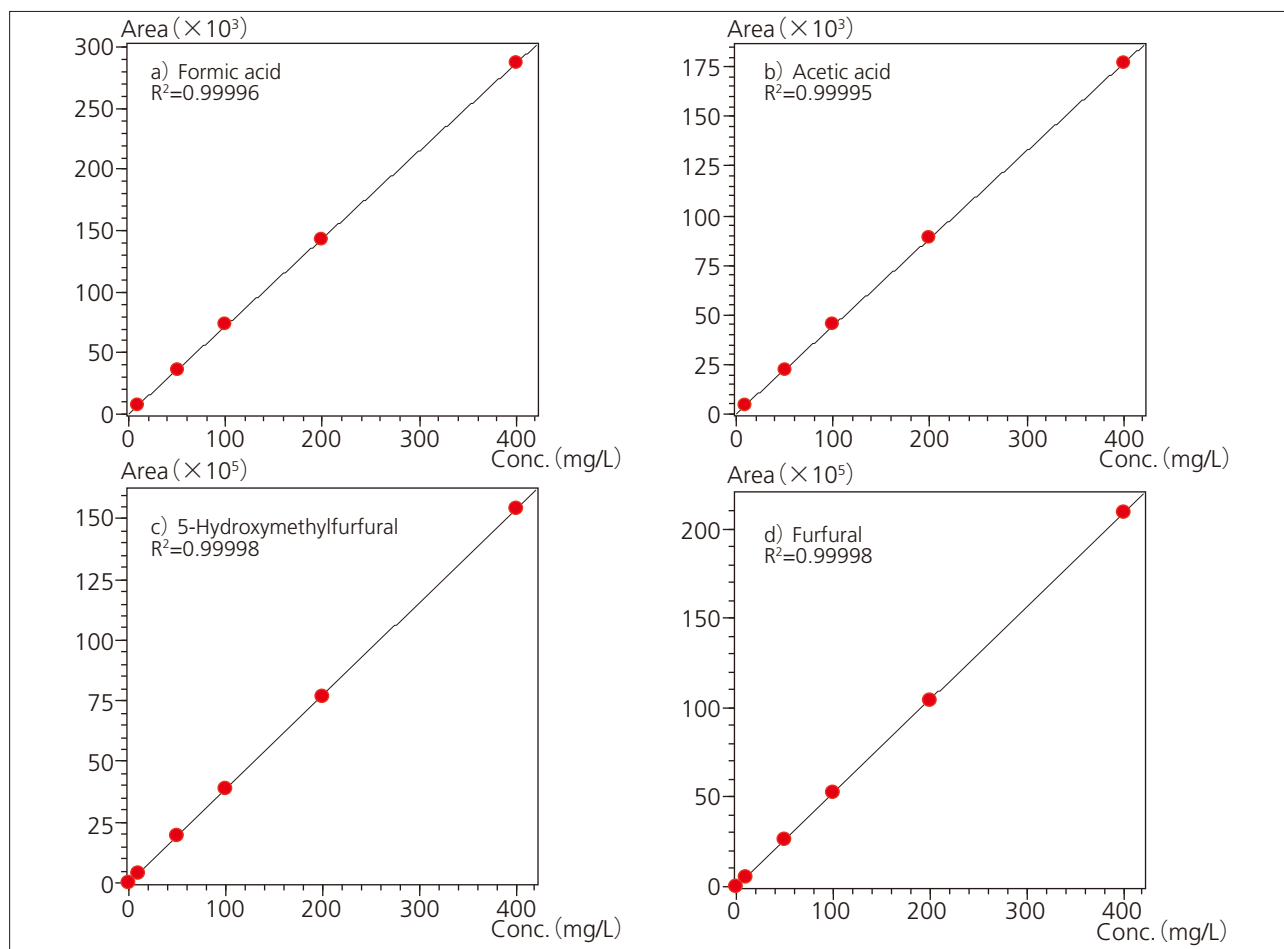 Area (×10³)
a) Formic acid
R²=0.99996
300
250
200
150
100
50
0
0 100 200 300 400
Conc. (mg/L)
Area (×10³)
b) Acetic acid
R²=0.99995
175
150
125
100
75
50
25
0
0 100 200 300 400
Conc. (mg/L)
Area (×10⁵)
c) 5-Hydroxymethylfurfural
R²=0.99998
150
125
100
75
50
25
0
0 100 200 300 400
Conc. (mg/L)
Area (×10⁵)
d) Furfural
R²=0.99998
200
150
100
50
0
0 100 200 300 400
Conc. (mg/L)